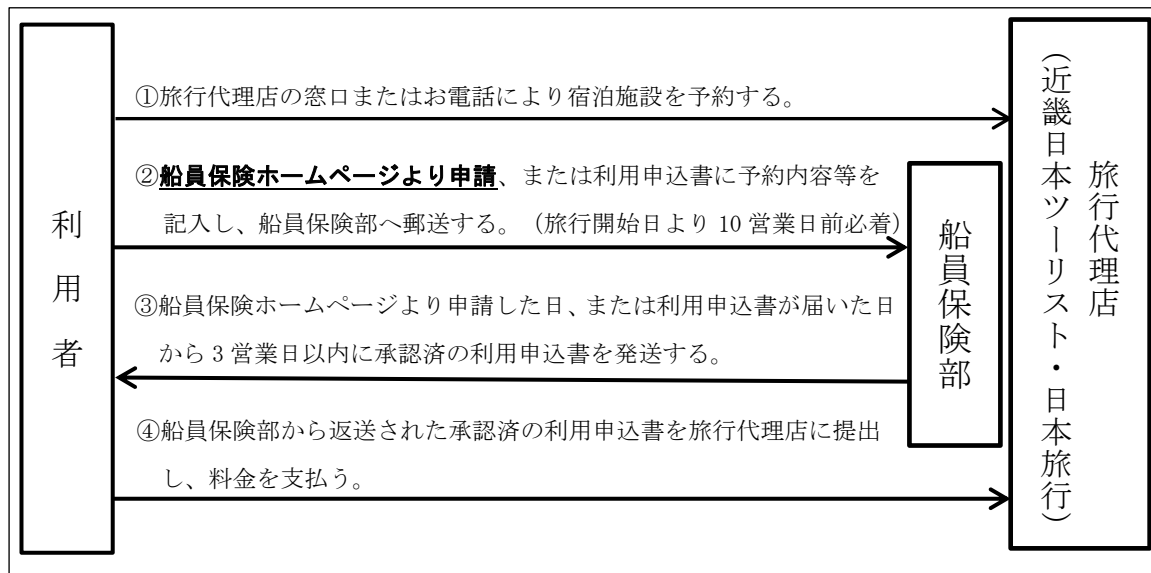 利用者
①旅行代理店の窓口またはお電話により宿泊施設を予約する。
②船員保険ホームページより申請、または利用申込書に予約内容等を
記入し、船員保険部へ郵送する。（旅行開始日より 10 営業日前必着）
③船員保険ホームページより申請した日、または利用申込書が届いた日
から 3 営業日以内に承認済の利用申込書を発送する。
④船員保険部から返送された承認済の利用申込書を旅行代理店に提出
し、料金を支払う。
船員保険部
旅行代理店
（近畿日本ツーリスト・日本旅行）